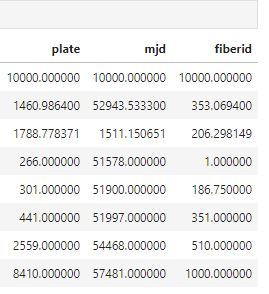 plate mjd fiberid
10000.000000 10000.000000 10000.000000
1460.986400 52943.533300 353.069400
1788.778371 1511.150651 206.298149
266.000000 51578.000000 1.000000
301.000000 51900.000000 186.750000
441.000000 51997.000000 351.000000
2559.000000 54468.000000 510.000000
8410.000000 57481.000000 1000.000000